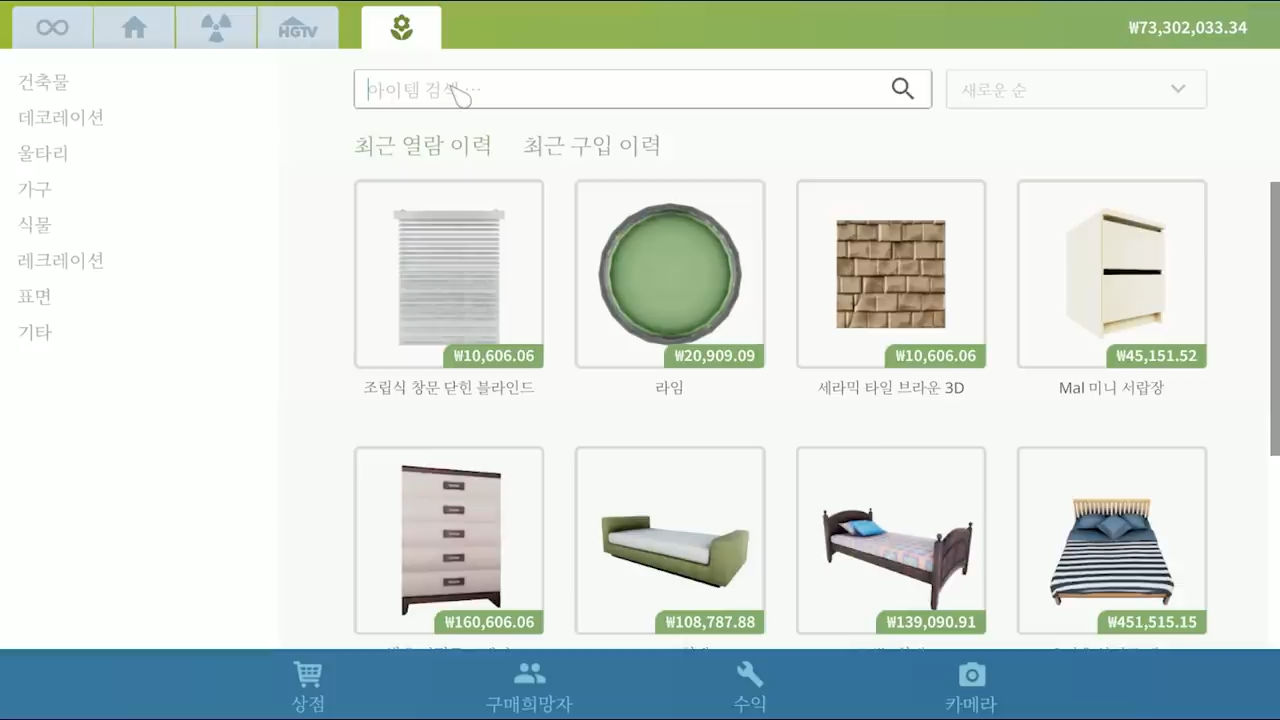 HGTV
₩73,302,033.34
건축물
데코레이션
울타리
가구
식물
레크레이션
표면
기타
아이템 검색 …
새로운 순
최근 열람 이력
최근 구입 이력
₩10,606.06
₩20,909.09
₩10,606.06
₩45,151.52
조립식 창문 닫힌 블라인드
라임
세라믹 타일 브라운 3D
Mal 미니 서랍장
₩160,606.06
₩108,787.88
₩139,090.91
₩451,515.15
상점
구매희망자
수익
카메라